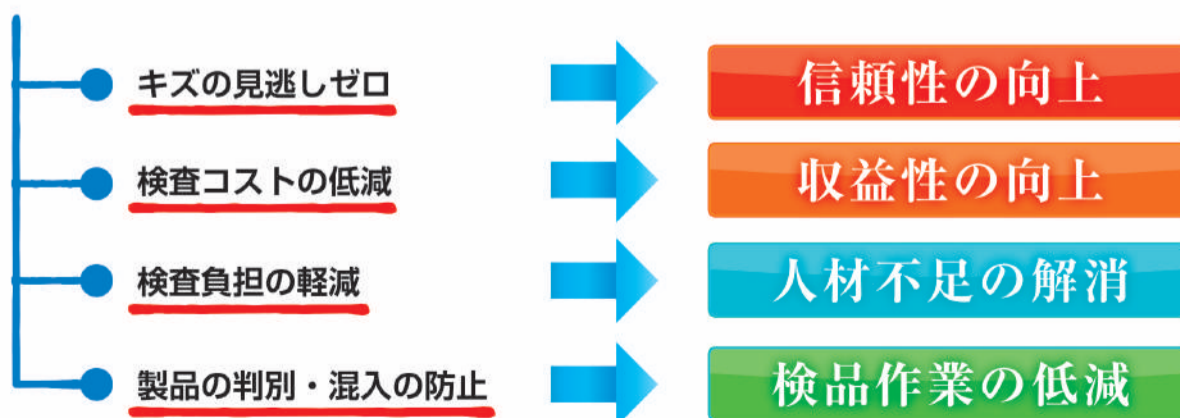 キズの見逃しゼロ
信頼性の向上
検査コストの低減
収益性の向上
検査負担の軽減
人材不足の解消
製品の判別・混入の防止
検品作業の低減